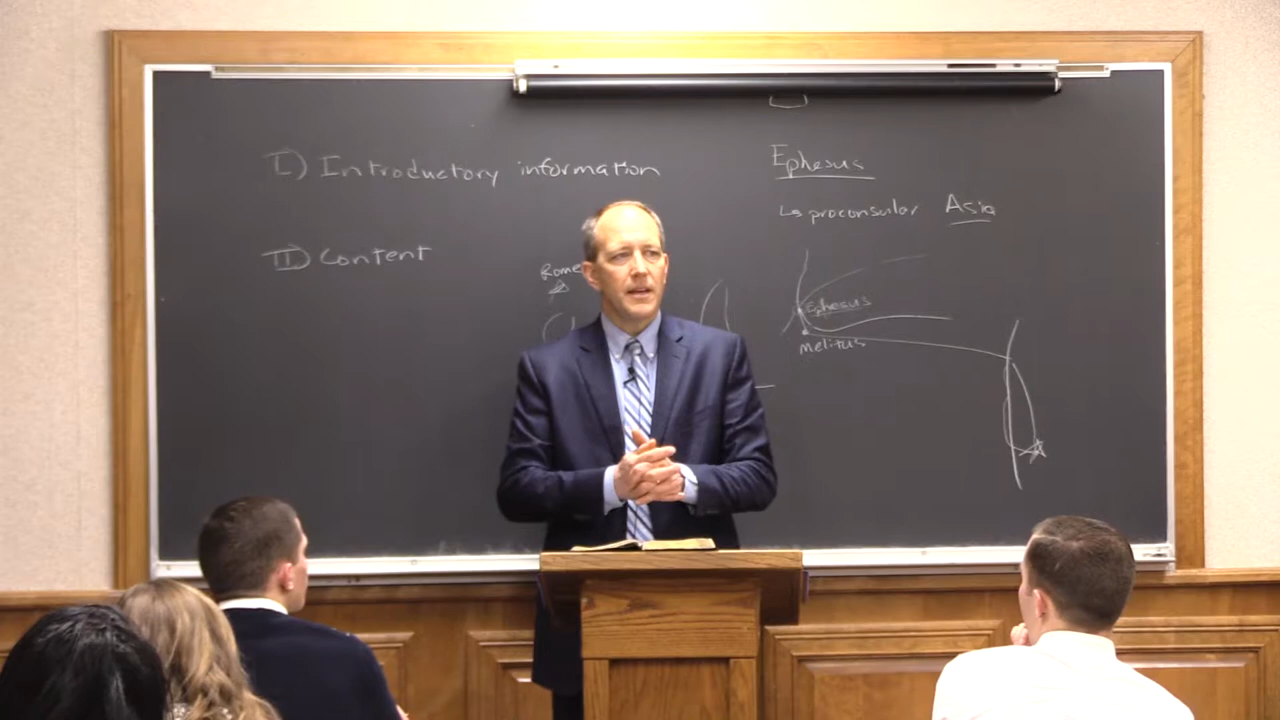 I) Introductory information
II) Content
Rome
Ephesus
↳ proconsular Asia
Ephesus
Melitus